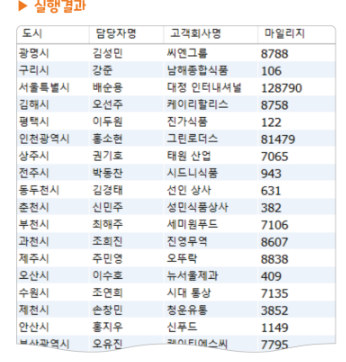 ▶ 실행결과
도시 담당자명 고객회사명 마일리지
광명시 김성민 씨엔그룹 8788
구리시 강준 남해종합식품 106
서울특별시 배순용 대정 인터내셔널 128790
김해시 오선주 케이리할리스 8758
평택시 이두원 진가식품 122
인천광역시 홍소현 그린로더스 81479
상주시 권기호 태원 산업 7065
전주시 박동찬 시드니식품 943
동두천시 김경태 선인 상사 631
춘천시 신민주 성민식품상사 382
부천시 최해주 세미원푸드 7106
과천시 조희진 진영무역 8607
제주시 주민영 오뚜락 8838
오산시 이수호 뉴서울제과 409
수원시 조연희 시대 통상 7135
제천시 손창민 청운유통 3852
안산시 홍지우 신푸드 1149
부산광역시 오유진 케이티에스씨 7795